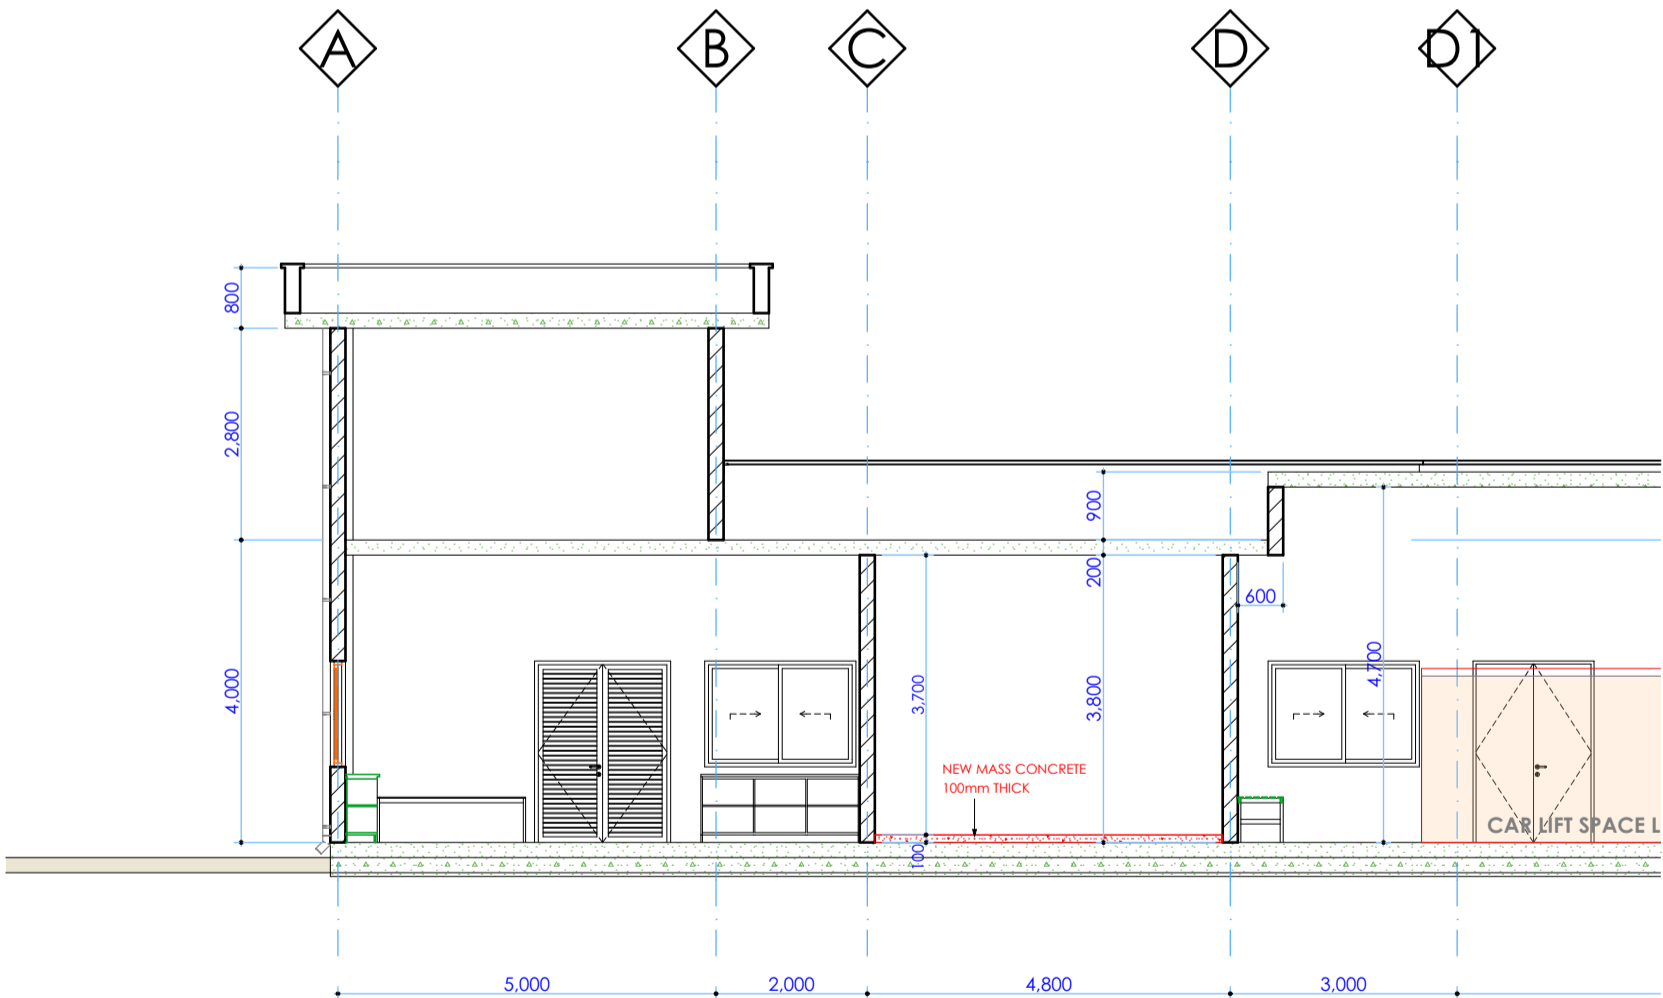 A
B
C
D
D1
800
2,800
4,000
900
200
600
4,700
3,700
3,800
NEW MASS CONCRETE
100mm THICK
100
CAR LIFT SPACE L
5,000
2,000
4,800
3,000